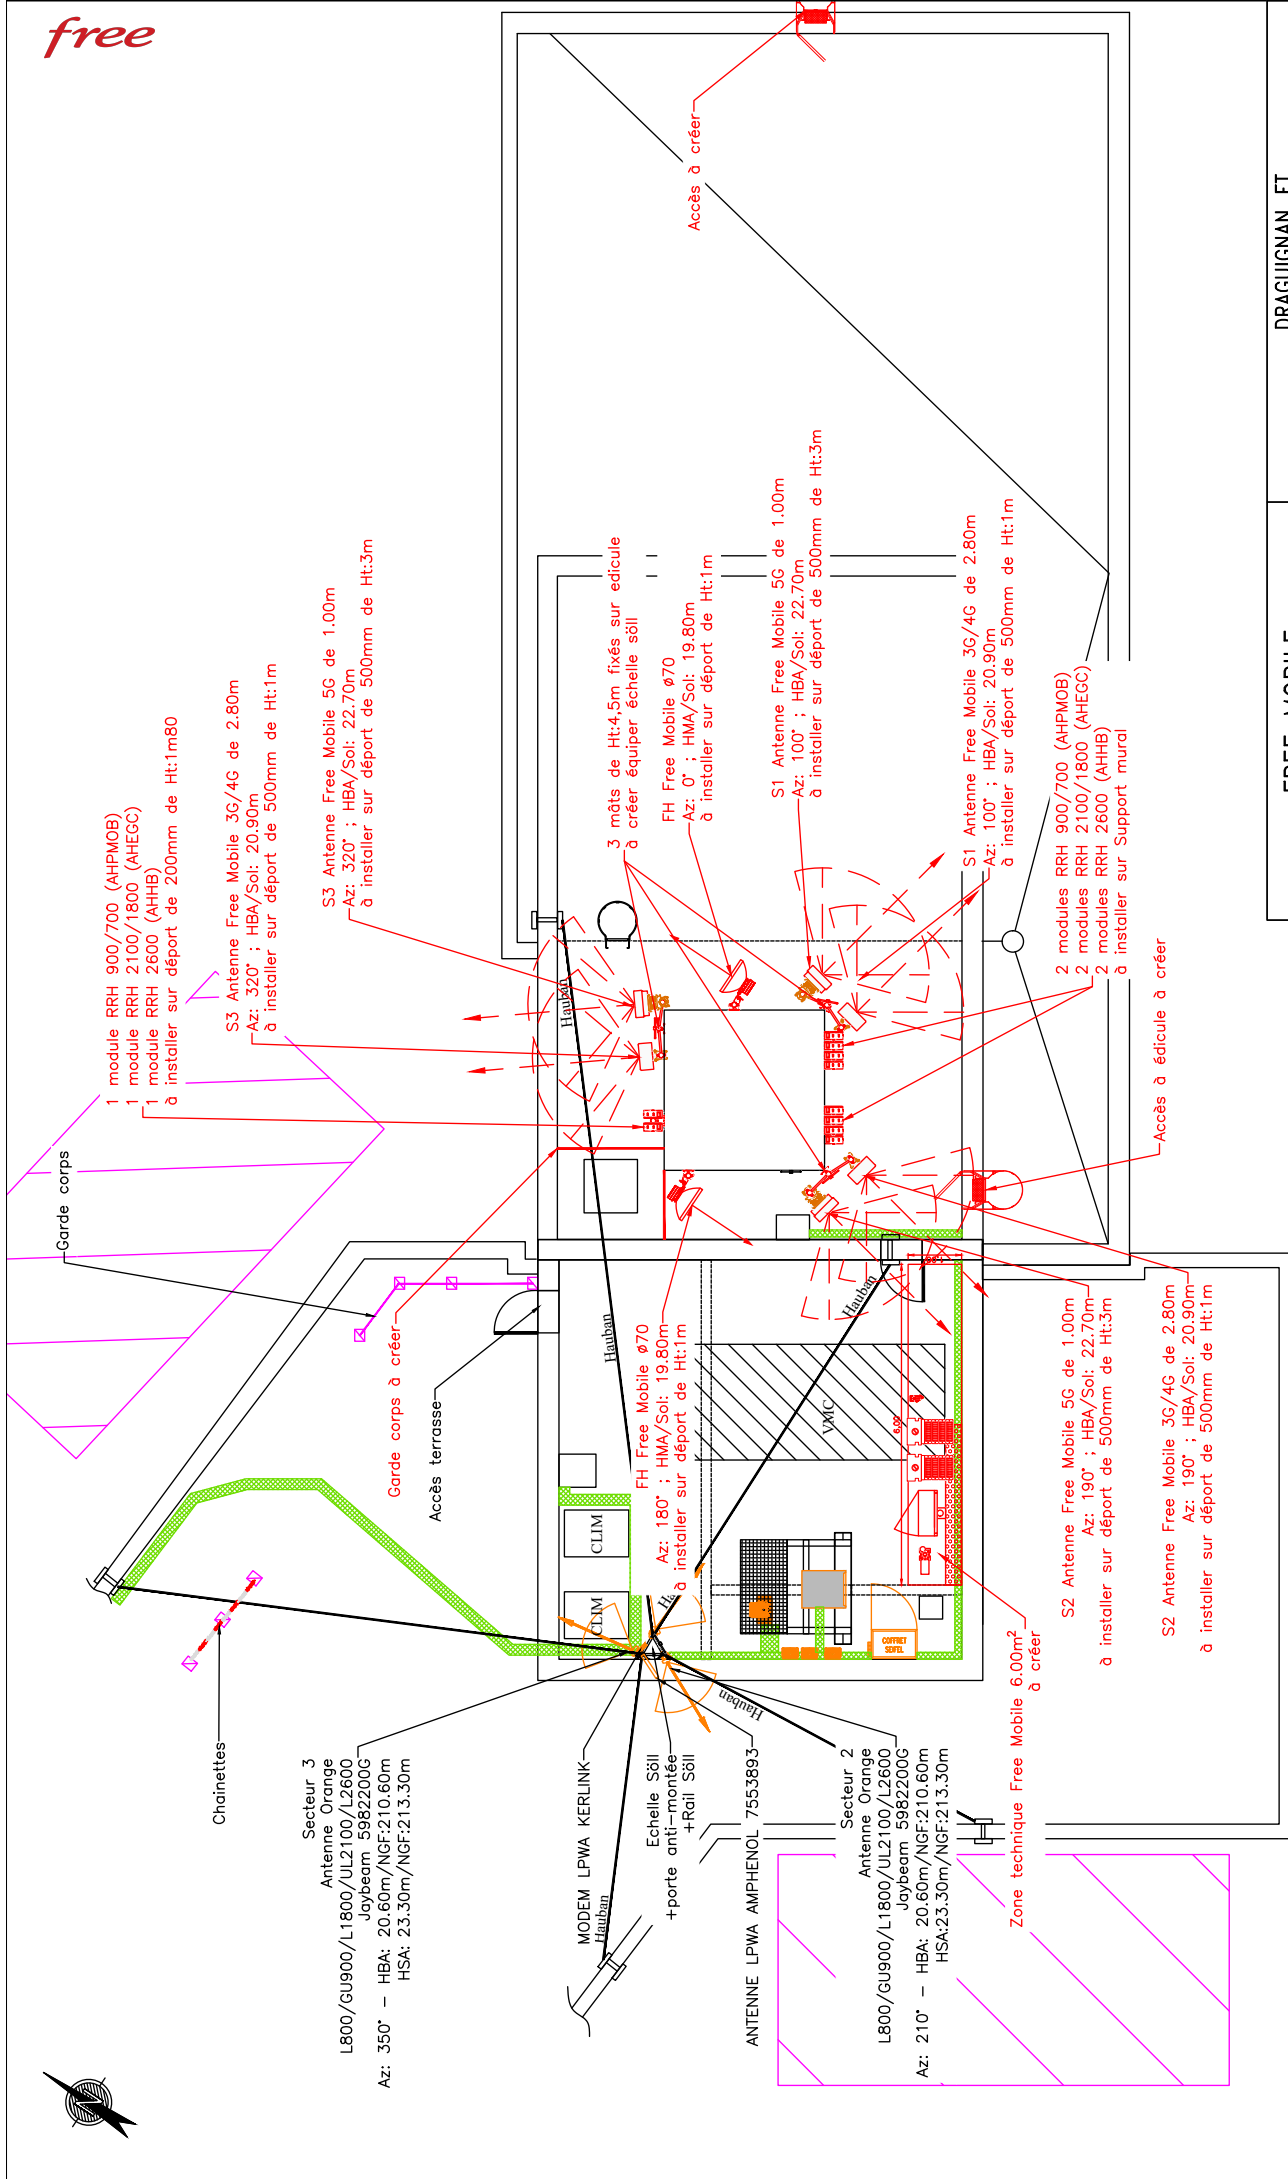 free
Accès à créer
1 module RRH 900/700 (AHPMOB)
1 module RRH 2100/1800 (AHEGC)
1 module RRH 2600 (AHHB)
à installer sur déport de 200mm de Ht:1m80
S3 Antenne Free Mobile 3G/4G de 2.80m
Az: 320° ; HBA/Sol: 20.90m
à installer sur déport de 500mm de Ht:1m
S3 Antenne Free Mobile 5G de 1.00m
Az: 320° ; HBA/Sol: 22.70m
à installer sur déport de 500mm de Ht:3m
3 mâts de Ht:4,5m fixés sur edicule
à créer équiper échelle söll
FH Free Mobile ø70
Az: 0° ; HMA/Sol: 19.80m
à installer sur déport de Ht:1m
S1 Antenne Free Mobile 5G de 1.00m
Az: 100° ; HBA/Sol: 22.70m
à installer sur déport de 500mm de Ht:3m
S1 Antenne Free Mobile 3G/4G de 2.80m
Az: 100° ; HBA/Sol: 20.90m
à installer sur déport de 500mm de Ht:1m
2 modules RRH 900/700 (AHPMOB)
2 modules RRH 2100/1800 (AHEGC)
2 modules RRH 2600 (AHHB)
à installer sur Support mural
Accès à édicule à créer
Garde corps
Garde corps à créer
Accès terrasse
Hauban
Hauban
Hauban
FH Free Mobile ø70
Az: 180° ; HMA/Sol: 19.80m
à installer sur déport de Ht:1m
VMC
6.00
CLIM
CLIM
COFFRET
SEIFEL
S2 Antenne Free Mobile 5G de 1.00m
Az: 190° ; HBA/Sol: 22.70m
à installer sur déport de 500mm de Ht:3m
S2 Antenne Free Mobile 3G/4G de 2.80m
Az: 190° ; HBA/Sol: 20.90m
à installer sur déport de 500mm de Ht:1m
Zone technique Free Mobile 6.00m²
à créer
Chainettes
Secteur 3
Antenne Orange
L800/GU900/L1800/UL2100/L2600
Jaybeam 5982200G
Az: 350° – HBA: 20.60m/NGF:210.60m
HSA: 23.30m/NGF:213.30m
MODEM LPWA KERLINK
Hauban
Echelle Söll
+porte anti-montée
+Rail Söll
Hauban
ANTENNE LPWA AMPHENOL 7553893
Secteur 2
Antenne Orange
L800/GU900/L1800/UL2100/L2600
Jaybeam 5982200G
Az: 210° – HBA: 20.60m/NGF:210.60m
HSA:23.30m/NGF:213.30m
DRAGUIGNAN ET
FREE MOBILE